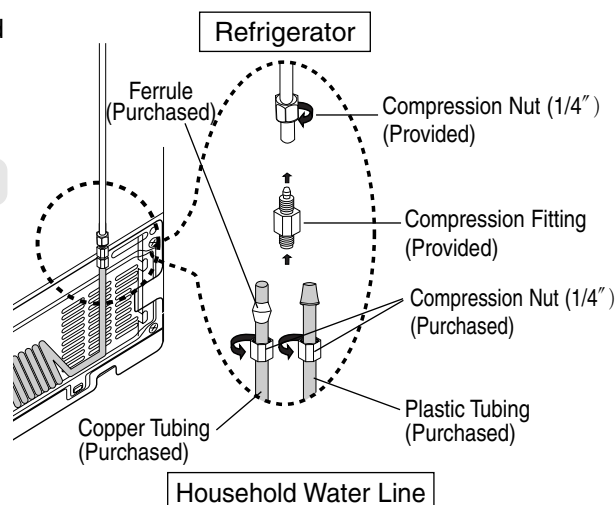 Refrigerator
Ferrule
(Purchased)
Compression Nut (1/4″)
(Provided)
Compression Fitting
(Provided)
Compression Nut (1/4″)
(Purchased)
Plastic Tubing
(Purchased)
Copper Tubing
(Purchased)
Household Water Line